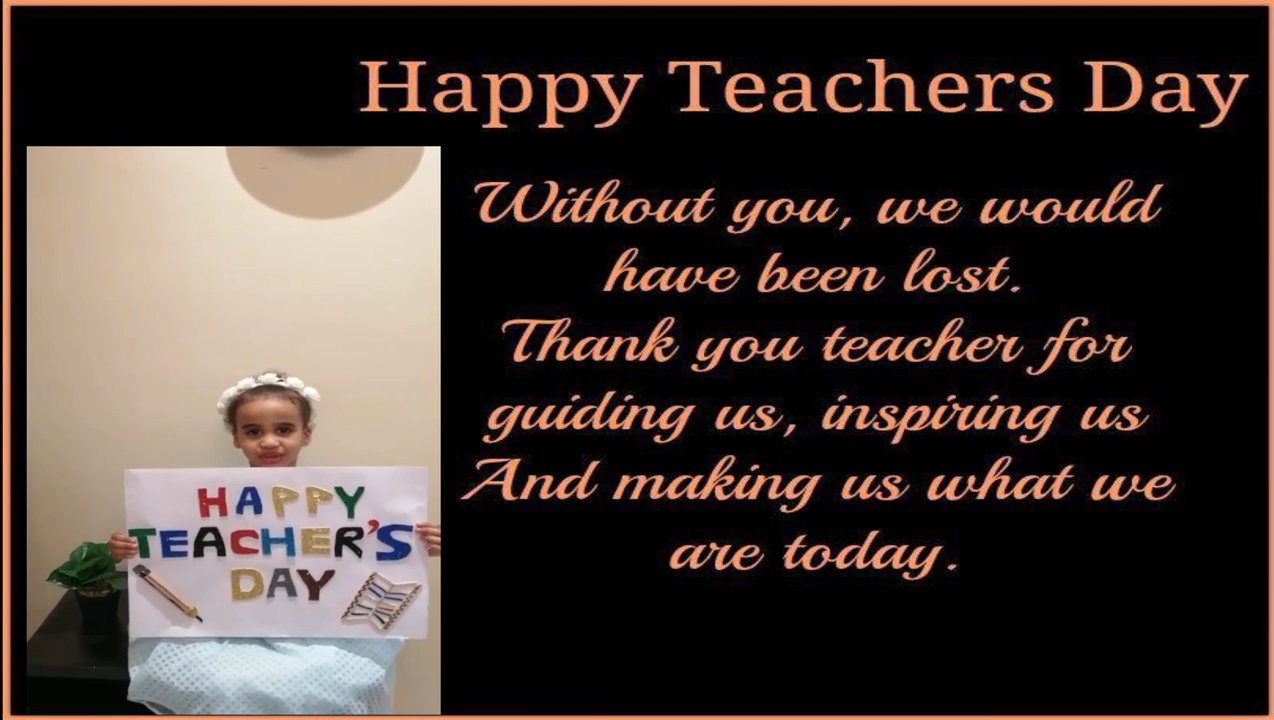 Happy Teachers Day
Without you, we would
have been lost.
Thank you teacher for
guiding us, inspiring us
And making us what we
are today.
HAPPY
TEACHER'S
DAY